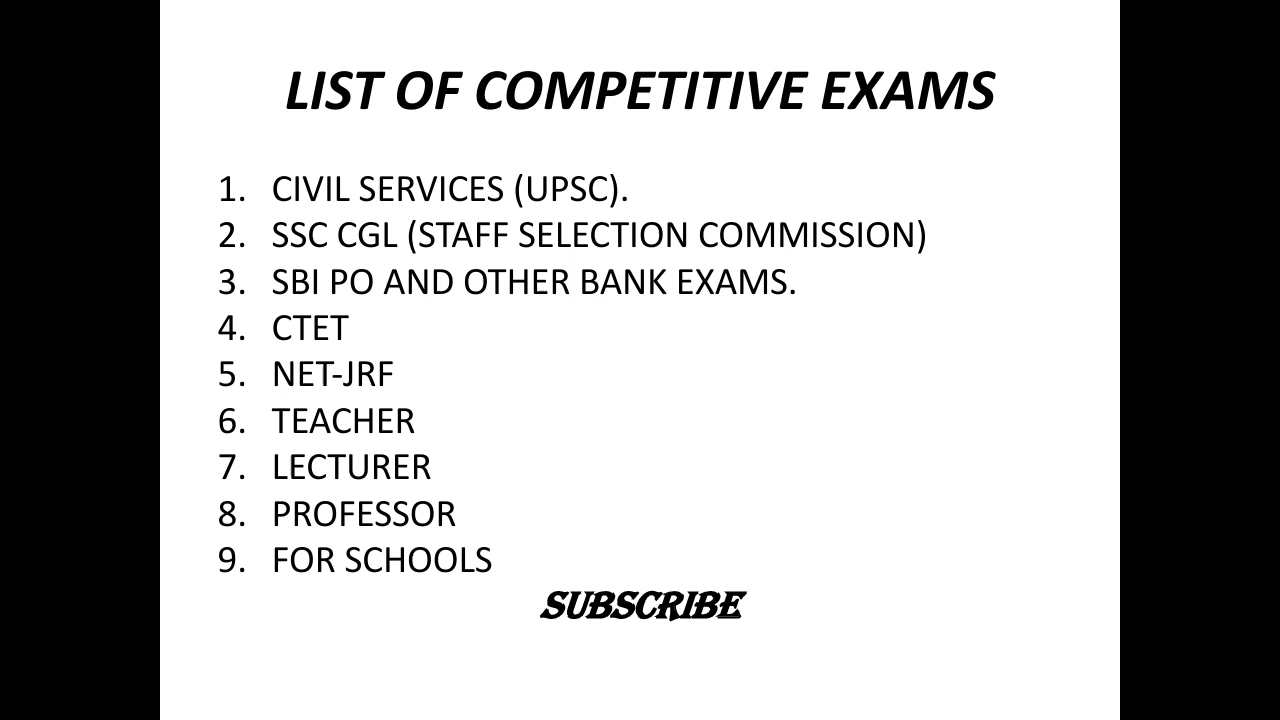 LIST OF COMPETITIVE EXAMS
1. CIVIL SERVICES (UPSC).
2. SSC CGL (STAFF SELECTION COMMISSION)
3. SBI PO AND OTHER BANK EXAMS.
4. CTET
5. NET-JRF
6. TEACHER
7. LECTURER
8. PROFESSOR
9. FOR SCHOOLS
SUBSCRIBE